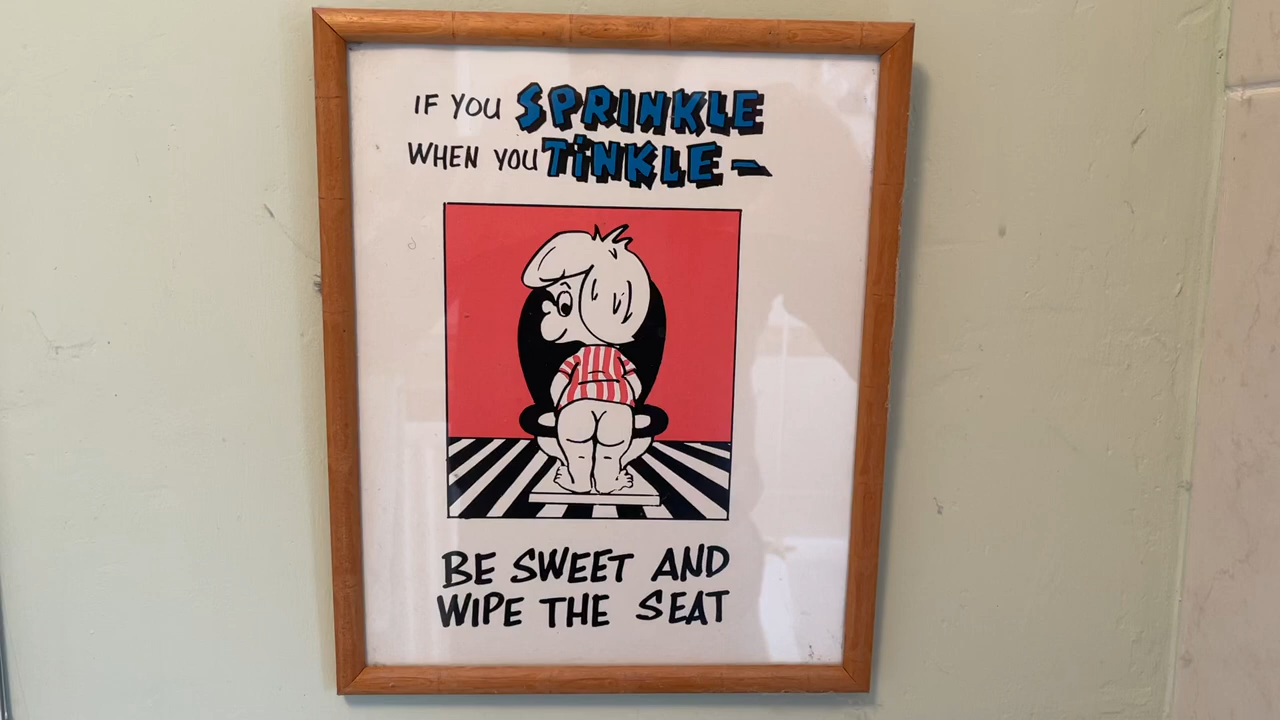 IF YOU SPRINKLE
WHEN YOU TiNKLE –
BE SWEET AND
WIPE THE SEAT